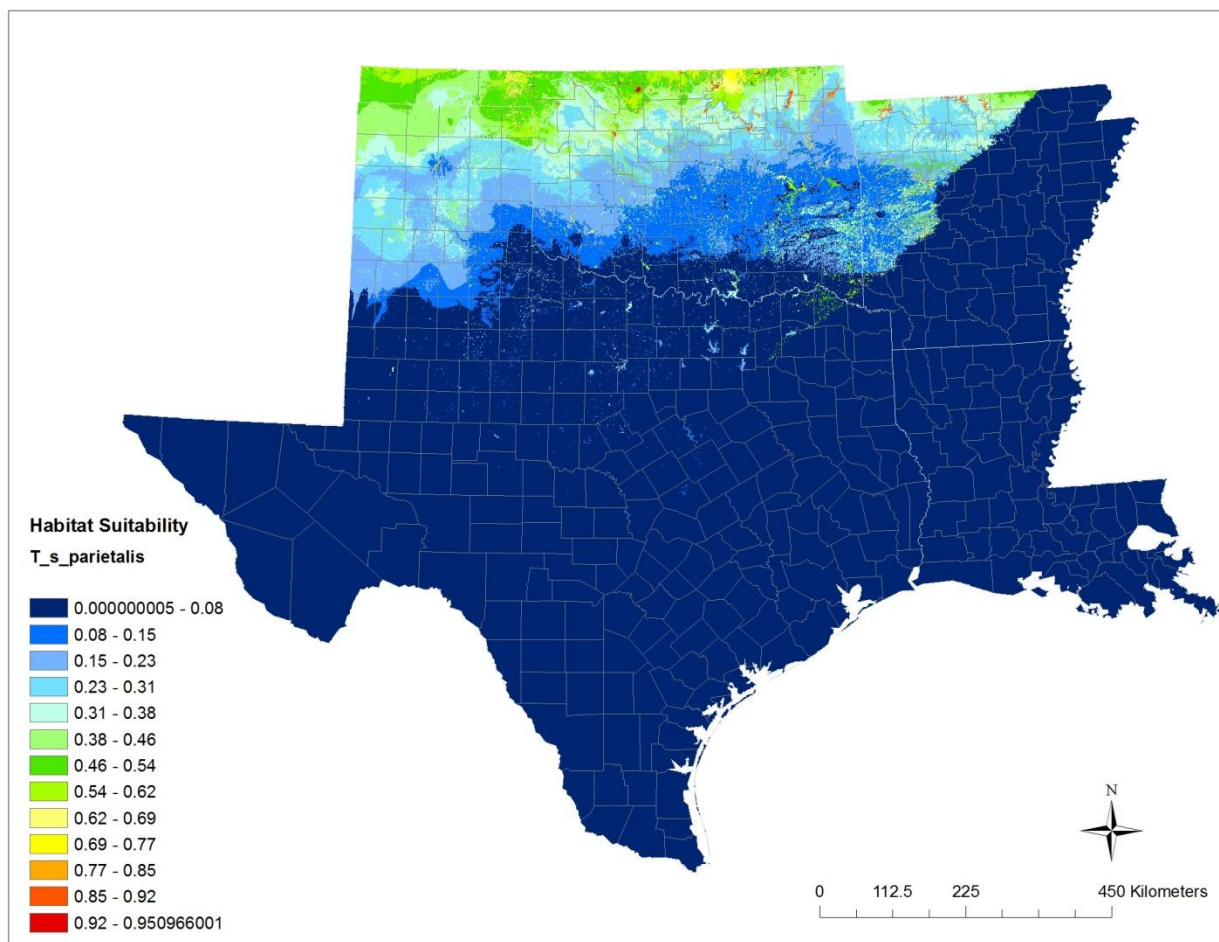 Habitat Suitability
T_s_parietalis
0.000000005 - 0.08
0.08 - 0.15
0.15 - 0.23
0.23 - 0.31
0.31 - 0.38
0.38 - 0.46
0.46 - 0.54
0.54 - 0.62
0.62 - 0.69
0.69 - 0.77
0.77 - 0.85
0.85 - 0.92
0.92 - 0.950966001
N
0 112.5 225 450 Kilometers